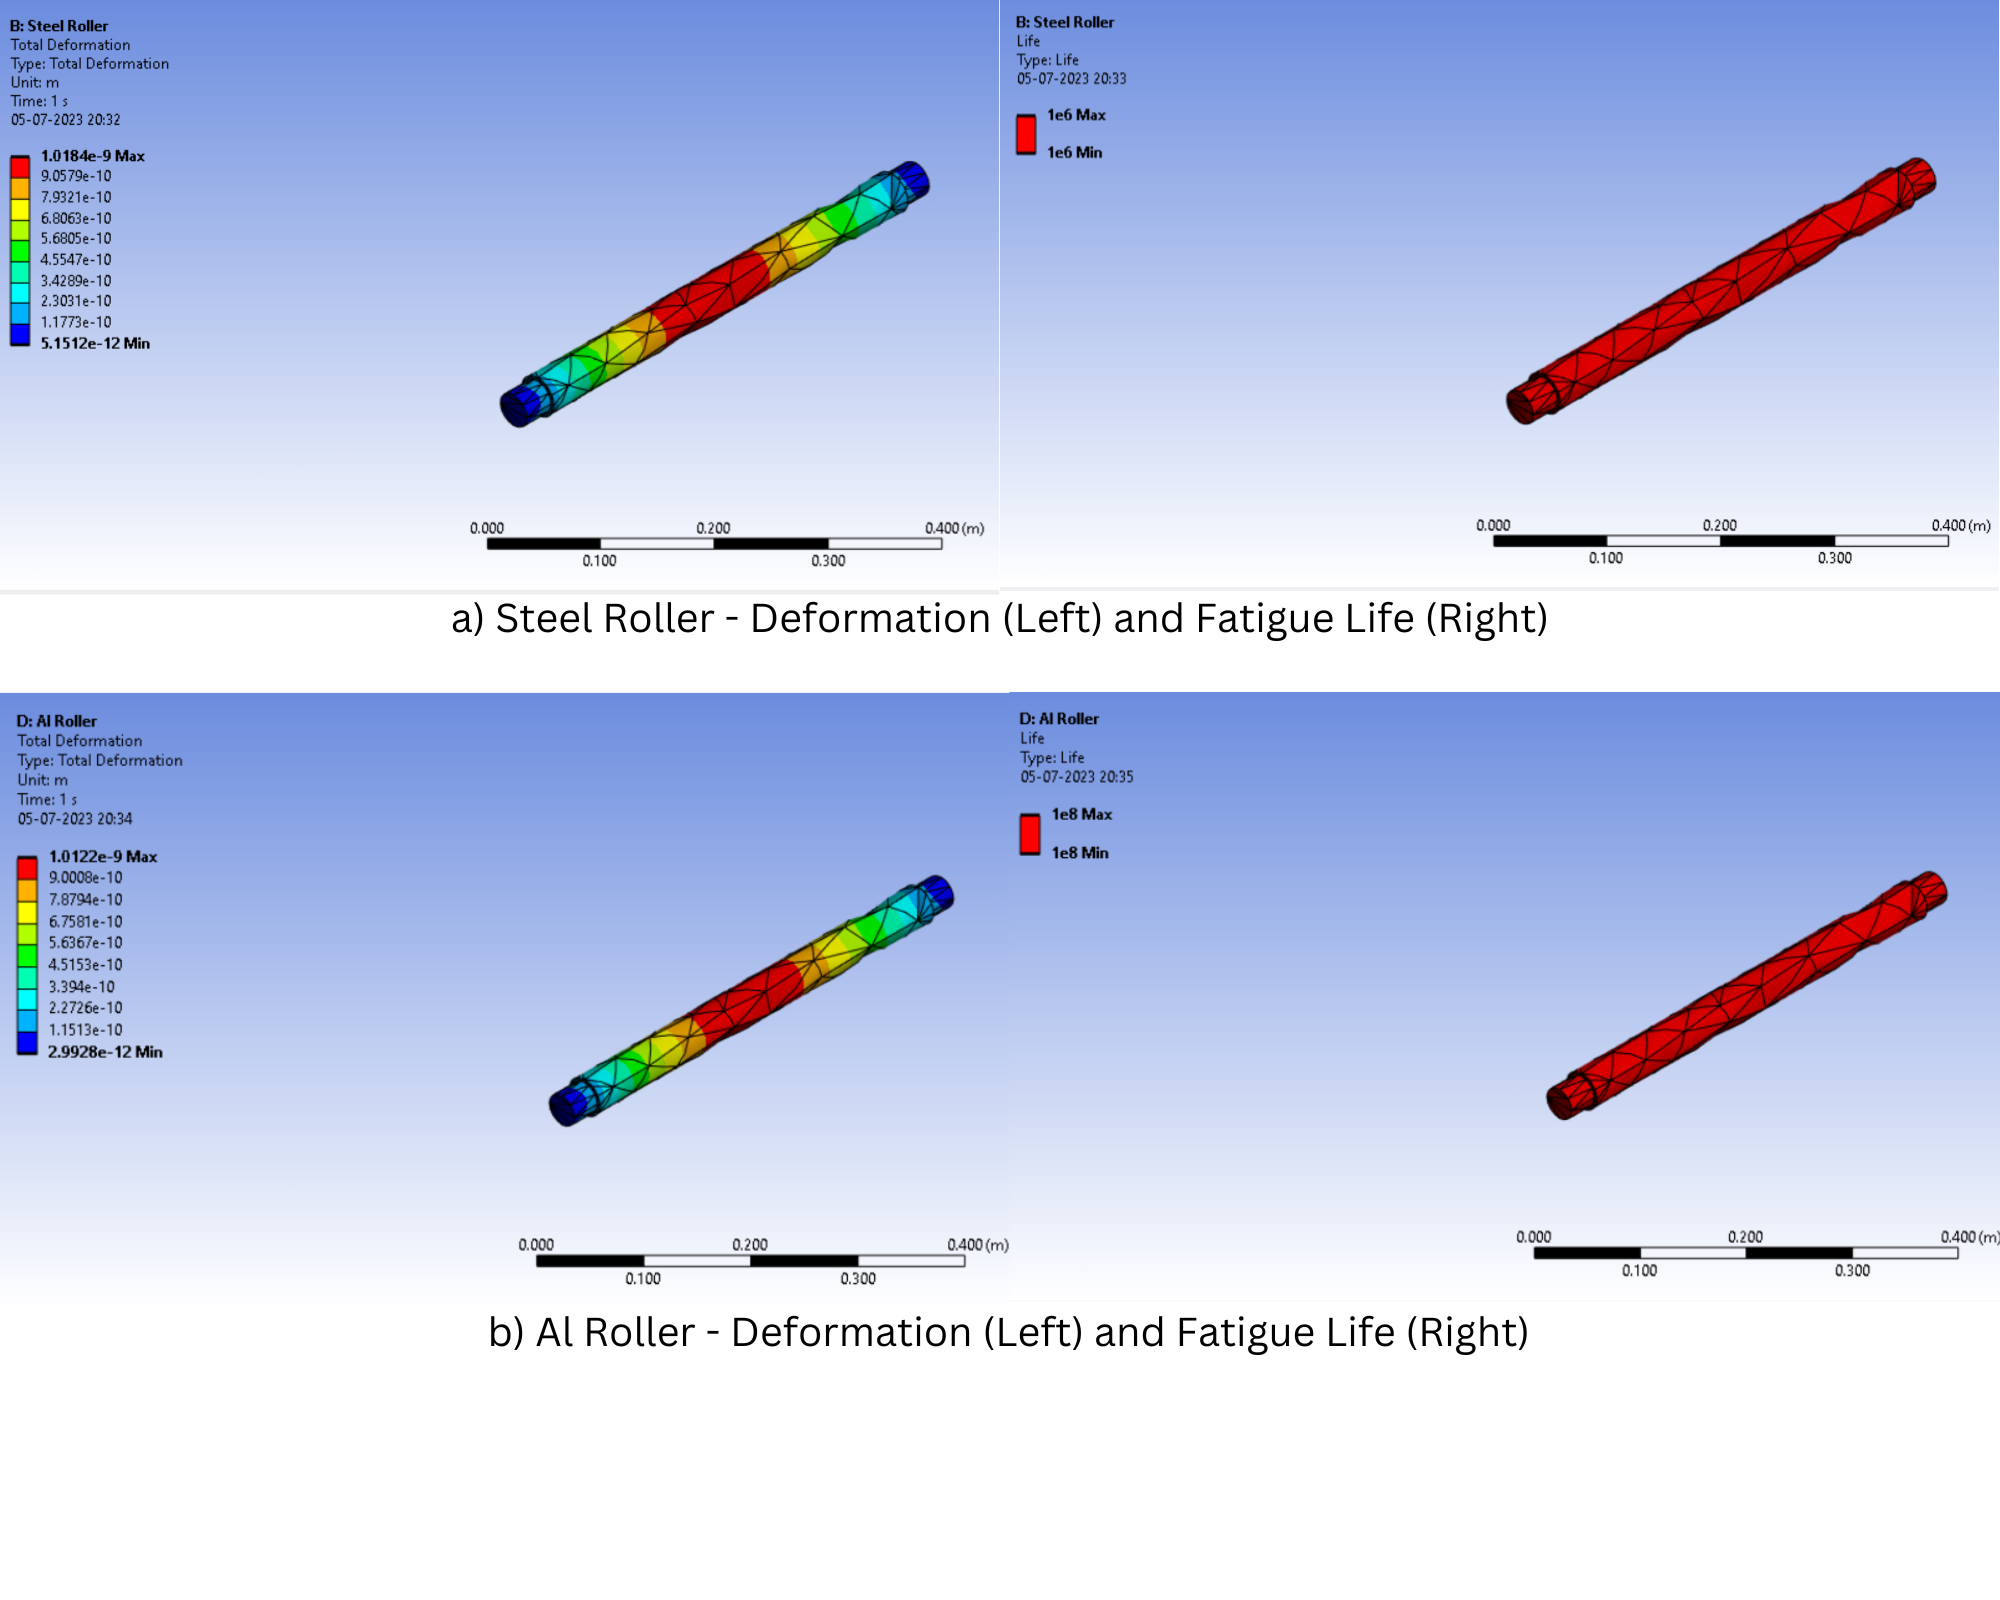 B: Steel Roller
Total Deformation
Type: Total Deformation
Unit: m
Time: 1 s
05-07-2023 20:32
1.0184e-9 Max
9.0579e-10
7.9321e-10
6.8063e-10
5.6805e-10
4.5547e-10
3.4289e-10
2.3031e-10
1.1773e-10
5.1512e-12 Min
0.000 0.200 0.400 (m)
0.100 0.300
B: Steel Roller
Life
Type: Life
05-07-2023 20:33
1e6 Max
1e6 Min
0.000 0.200 0.400 (m)
0.100 0.300
a) Steel Roller - Deformation (Left) and Fatigue Life (Right)
D: Al Roller
Total Deformation
Type: Total Deformation
Unit: m
Time: 1 s
05-07-2023 20:34
1.0122e-9 Max
9.0008e-10
7.8794e-10
6.7581e-10
5.6367e-10
4.5153e-10
3.394e-10
2.2726e-10
1.1513e-10
2.9928e-12 Min
0.000 0.200 0.400 (m)
0.100 0.300
D: Al Roller
Life
Type: Life
05-07-2023 20:35
1e8 Max
1e8 Min
0.000 0.200 0.400 (m)
0.100 0.300
b) Al Roller - Deformation (Left) and Fatigue Life (Right)